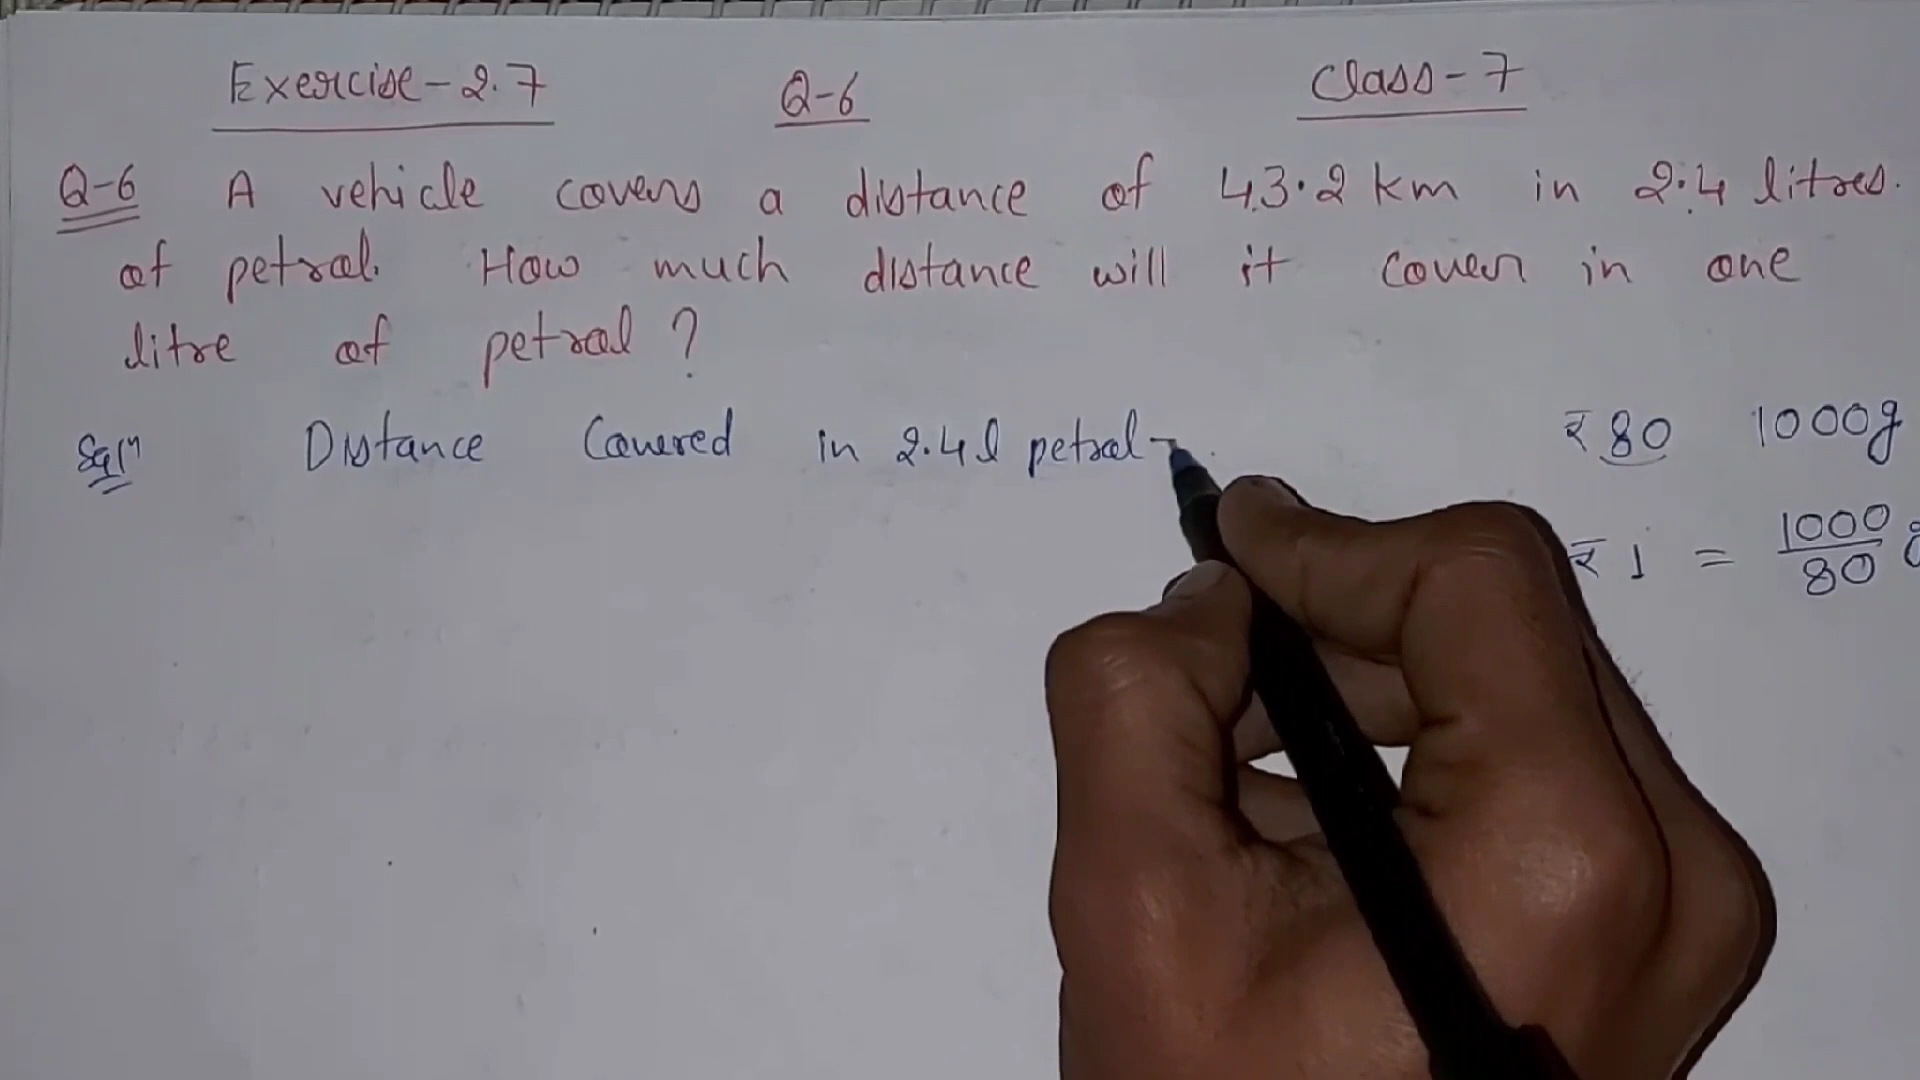 Exercise-2.7 Q-6 Class-7
Q-6 A vehicle covers a distance of 43.2 km in 2.4 litres.
of petrol. How much distance will it cover in one
litre of petrol?
Solⁿ Distance Covered in 2.4 l petrol -
₹ 80 1000g
₹ 1 = 1000/80 g